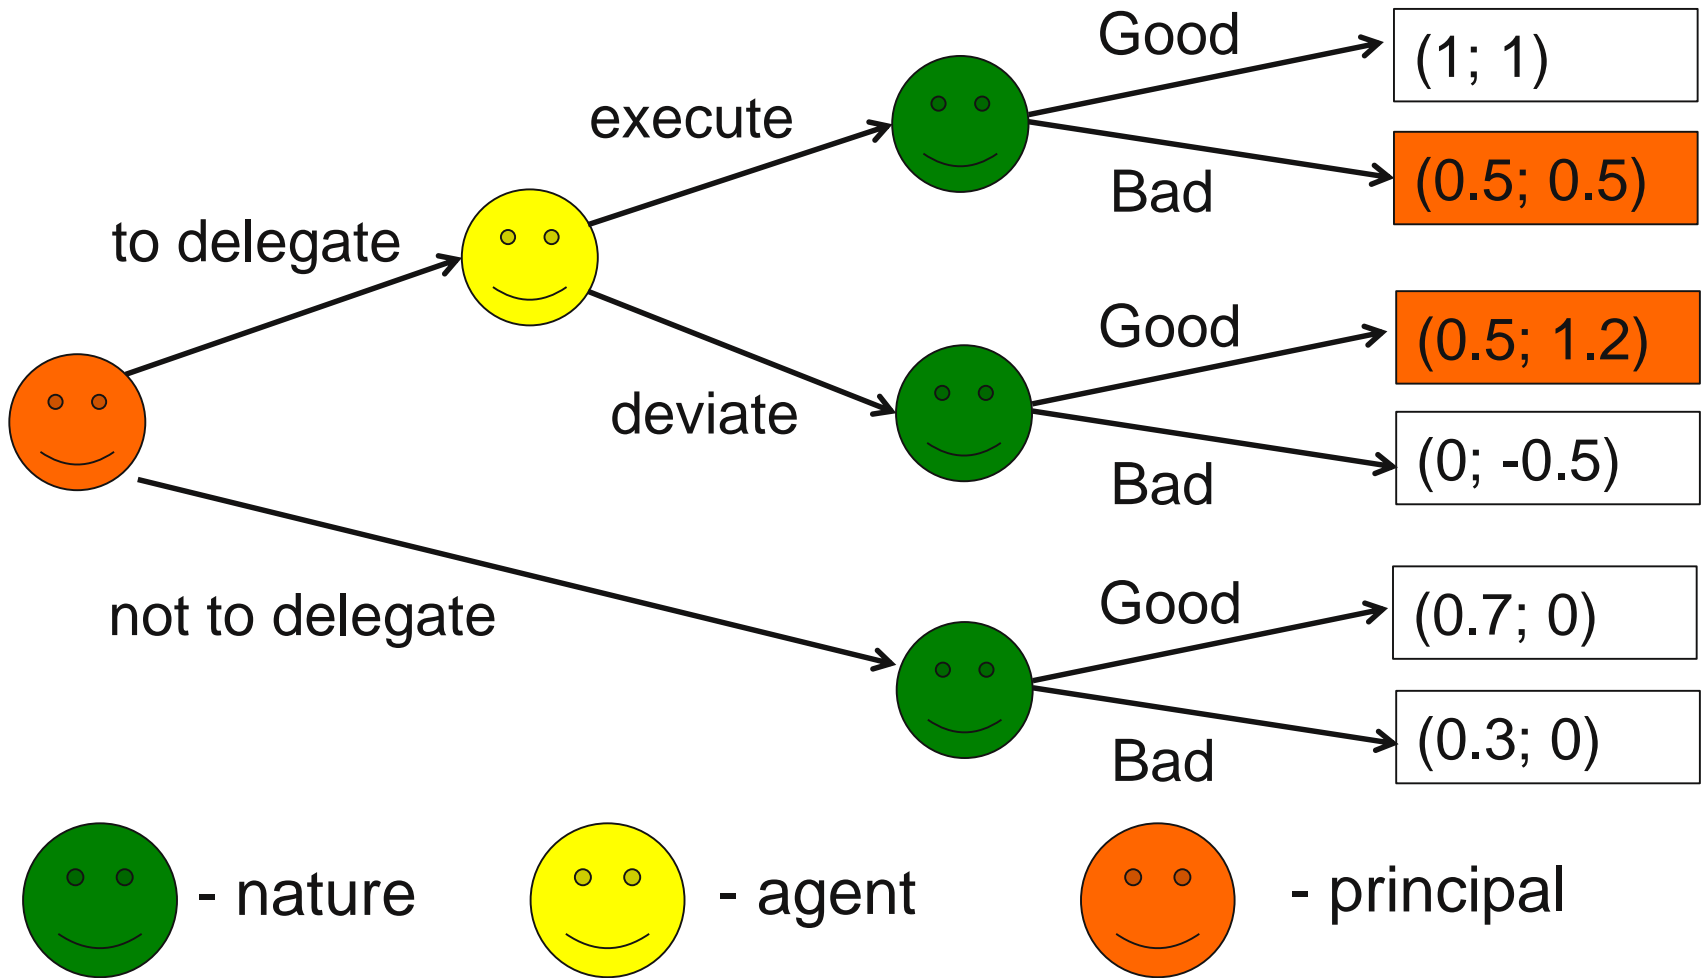 Good
(1; 1)
execute
Bad
(0.5; 0.5)
to delegate
Good
(0.5; 1.2)
deviate
Bad
(0; -0.5)
not to delegate
Good
(0.7; 0)
Bad
(0.3; 0)
- nature
- agent
- principal